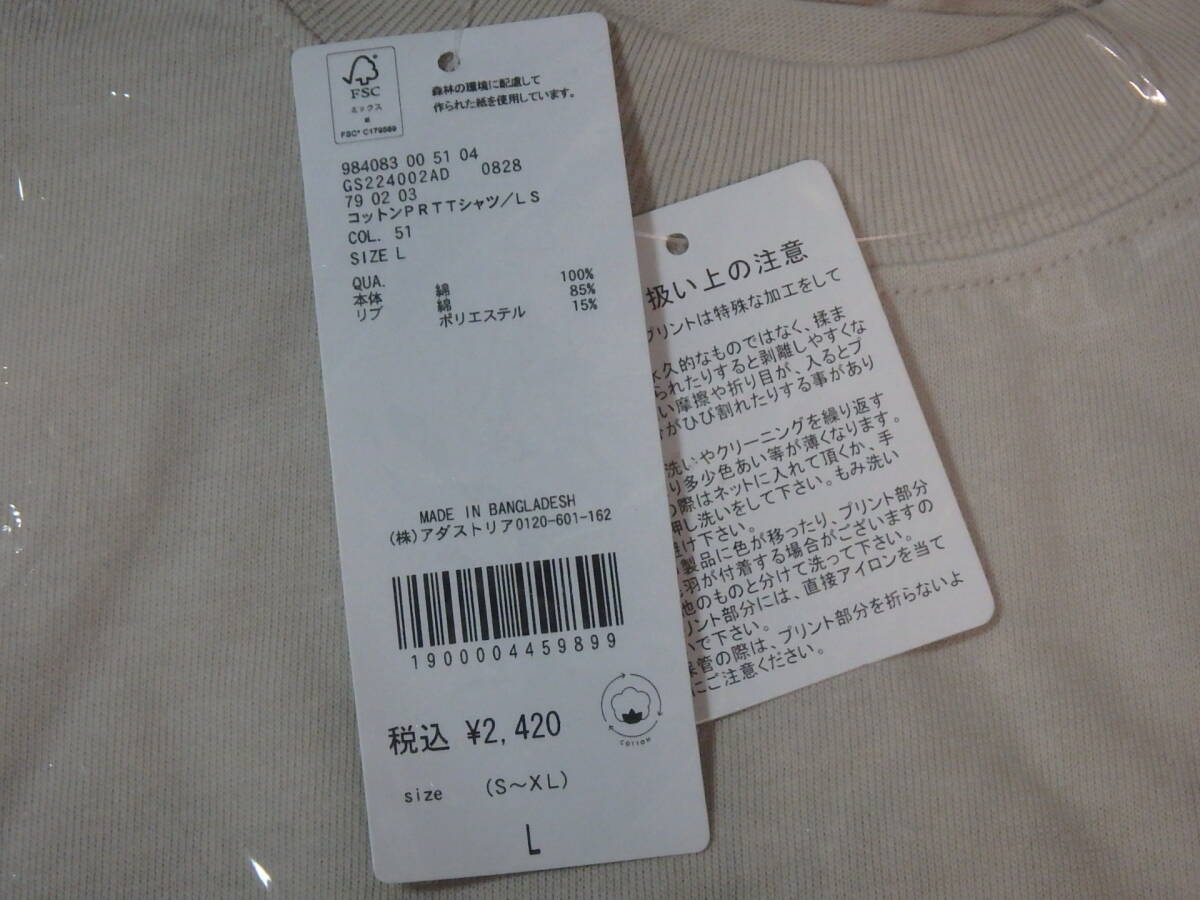 FSC
ミックス
紙
FSC® C179589
森林の環境に配慮して
作られた紙を使用しています。
984083 00 51 04
GS224002AD 0828
79 02 03
コットンPRTTシャツ/LS
COL. 51
SIZE L
QUA. 100%
本体 綿 85%
リブ 綿 15%
ポリエステル
MADE IN BANGLADESH
(株)アダストリア0120-601-162
1900004459899
税込 ¥2,420
COTTON
size (S~XL)
L
扱い上の注意
プリントは特殊な加工をして
久的なものではなく、揉ま
られたりすると剥離しやすくな
い摩擦や折り目が、入るとプ
がひび割れたりする事があり
洗いやクリーニングを繰り返す
り多少色あい等が薄くなります。
の際はネットに入れて頂くか、手
押し洗いをして下さい。もみ洗い
け下さい。
製品に色が移ったり、プリント部分
羽が付着する場合がございますの
他のものと分けて洗って下さい。
リント部分には、直接アイロンを当て
いで下さい。
保管の際は、プリント部分を折らないよ
にご注意ください。